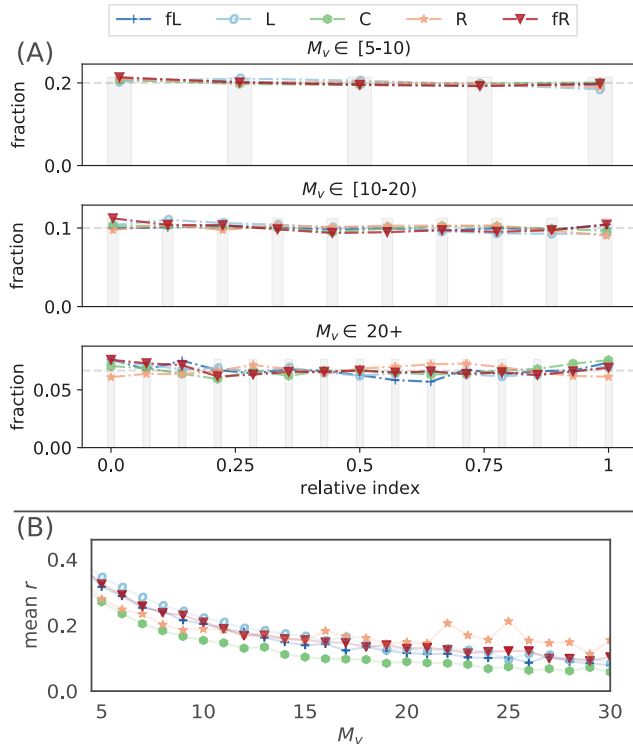 fL L C R fR
(A)
M_v ∈ [5-10)
0.2
0.0
fraction
M_v ∈ [10-20)
0.1
0.0
fraction
M_v ∈ 20+
0.05
0.00
fraction
0.0 0.25 0.5 0.75 1
relative index
(B)
0.4
0.2
0.0
mean r
5 10 15 20 25 30
M_v